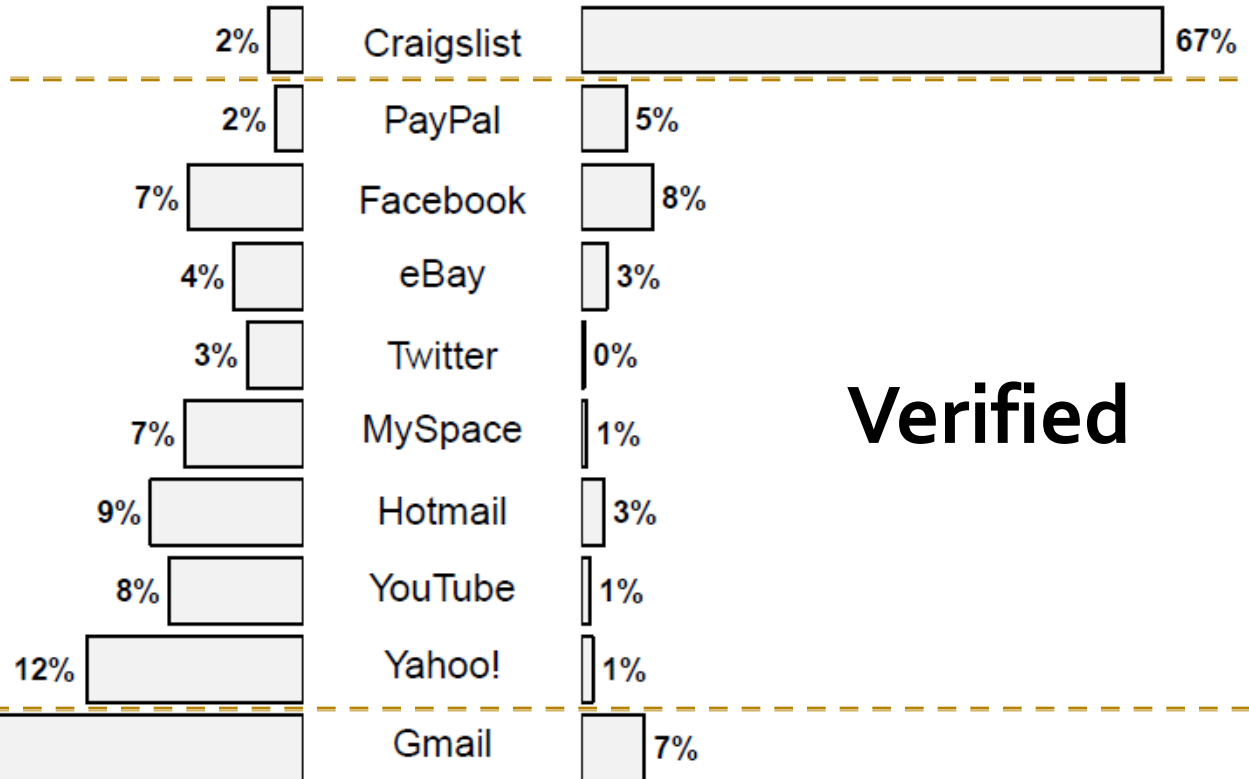 2% Craigslist 67%
2% PayPal 5%
7% Facebook 8%
4% eBay 3%
3% Twitter 0%
Verified
7% MySpace 1%
9% Hotmail 3%
8% YouTube 1%
12% Yahoo! 1%
Gmail 7%